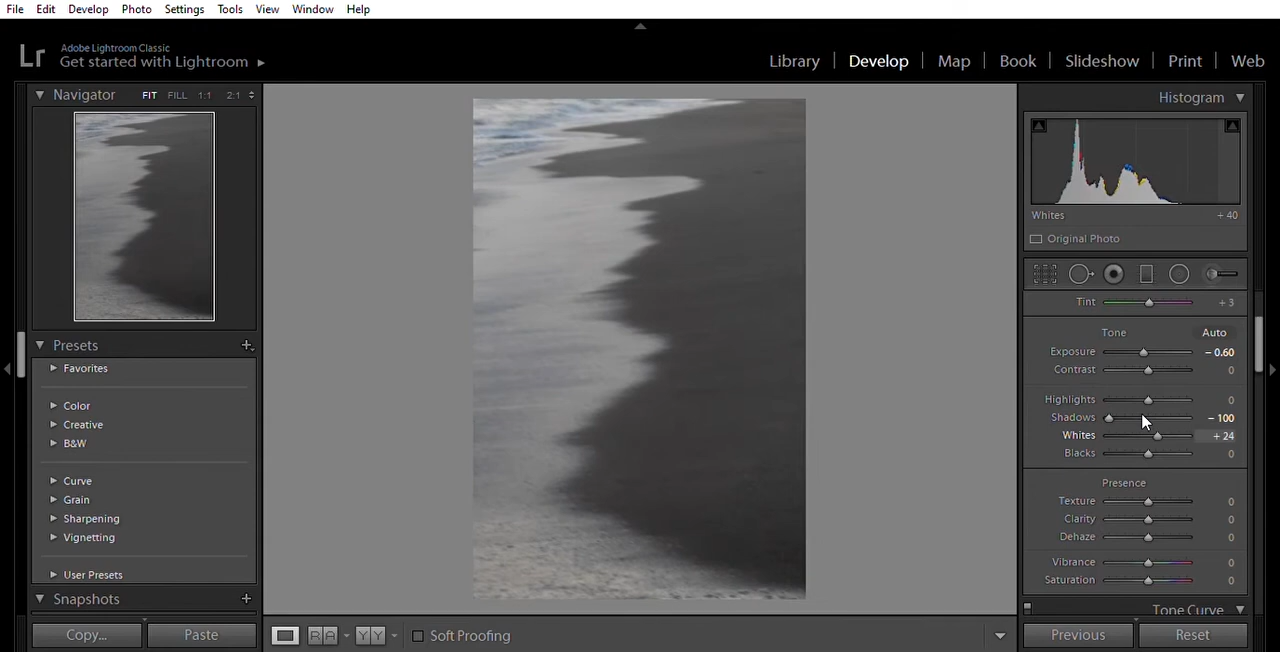 File Edit Develop Photo Settings Tools View Window Help
Lr Adobe Lightroom Classic
Get started with Lightroom
Library Develop Map Book Slideshow Print Web
Navigator FIT FILL 1:1 2:1
Histogram
Whites + 40
Original Photo
Tint + 3
Tone Auto
Exposure − 0.60
Contrast 0
Highlights 0
Shadows − 100
Whites + 24
Blacks 0
Presence
Texture 0
Clarity 0
Dehaze 0
Vibrance 0
Saturation 0
Tone Curve
Presets
Favorites
Color
Creative
B&W
Curve
Grain
Sharpening
Vignetting
User Presets
Snapshots
Copy... Paste
RA YY Soft Proofing
Previous Reset